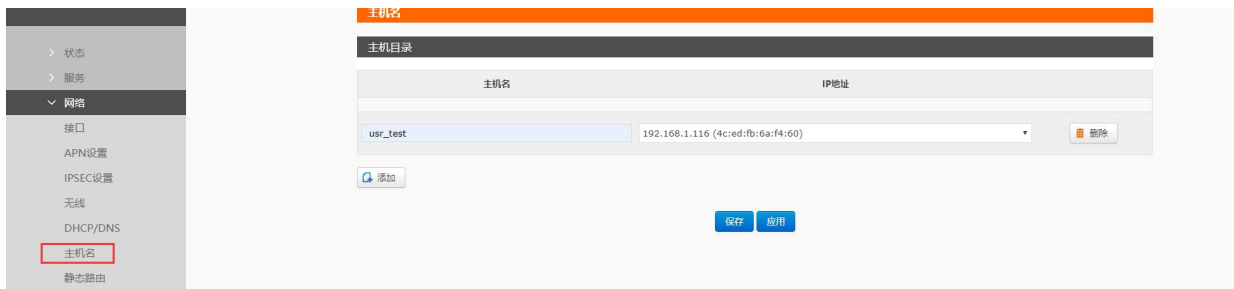 主机名
主机目录
状态
服务
网络
接口
APN设置
IPSEC设置
无线
DHCP/DNS
主机名
静态路由
主机名 IP地址
usr_test 192.168.1.116 (4c:ed:fb:6a:f4:60) 删除
添加
保存 应用